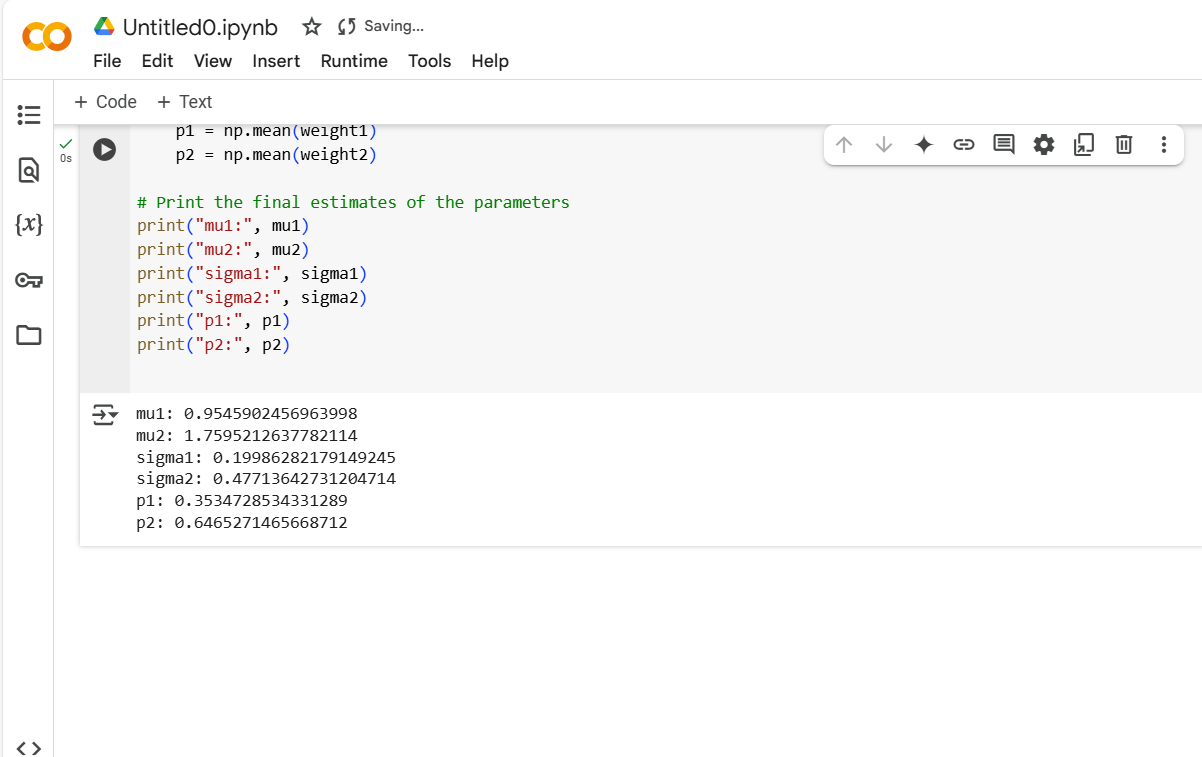 Untitled0.ipynb Saving...
File Edit View Insert Runtime Tools Help
+ Code + Text
    p1 = np.mean(weight1)
0s
    p2 = np.mean(weight2)
# Print the final estimates of the parameters
print("mu1:", mu1)
print("mu2:", mu2)
print("sigma1:", sigma1)
print("sigma2:", sigma2)
print("p1:", p1)
print("p2:", p2)
mu1: 0.9545902456963998
mu2: 1.7595212637782114
sigma1: 0.19986282179149245
sigma2: 0.47713642731204714
p1: 0.3534728534331289
p2: 0.6465271465668712